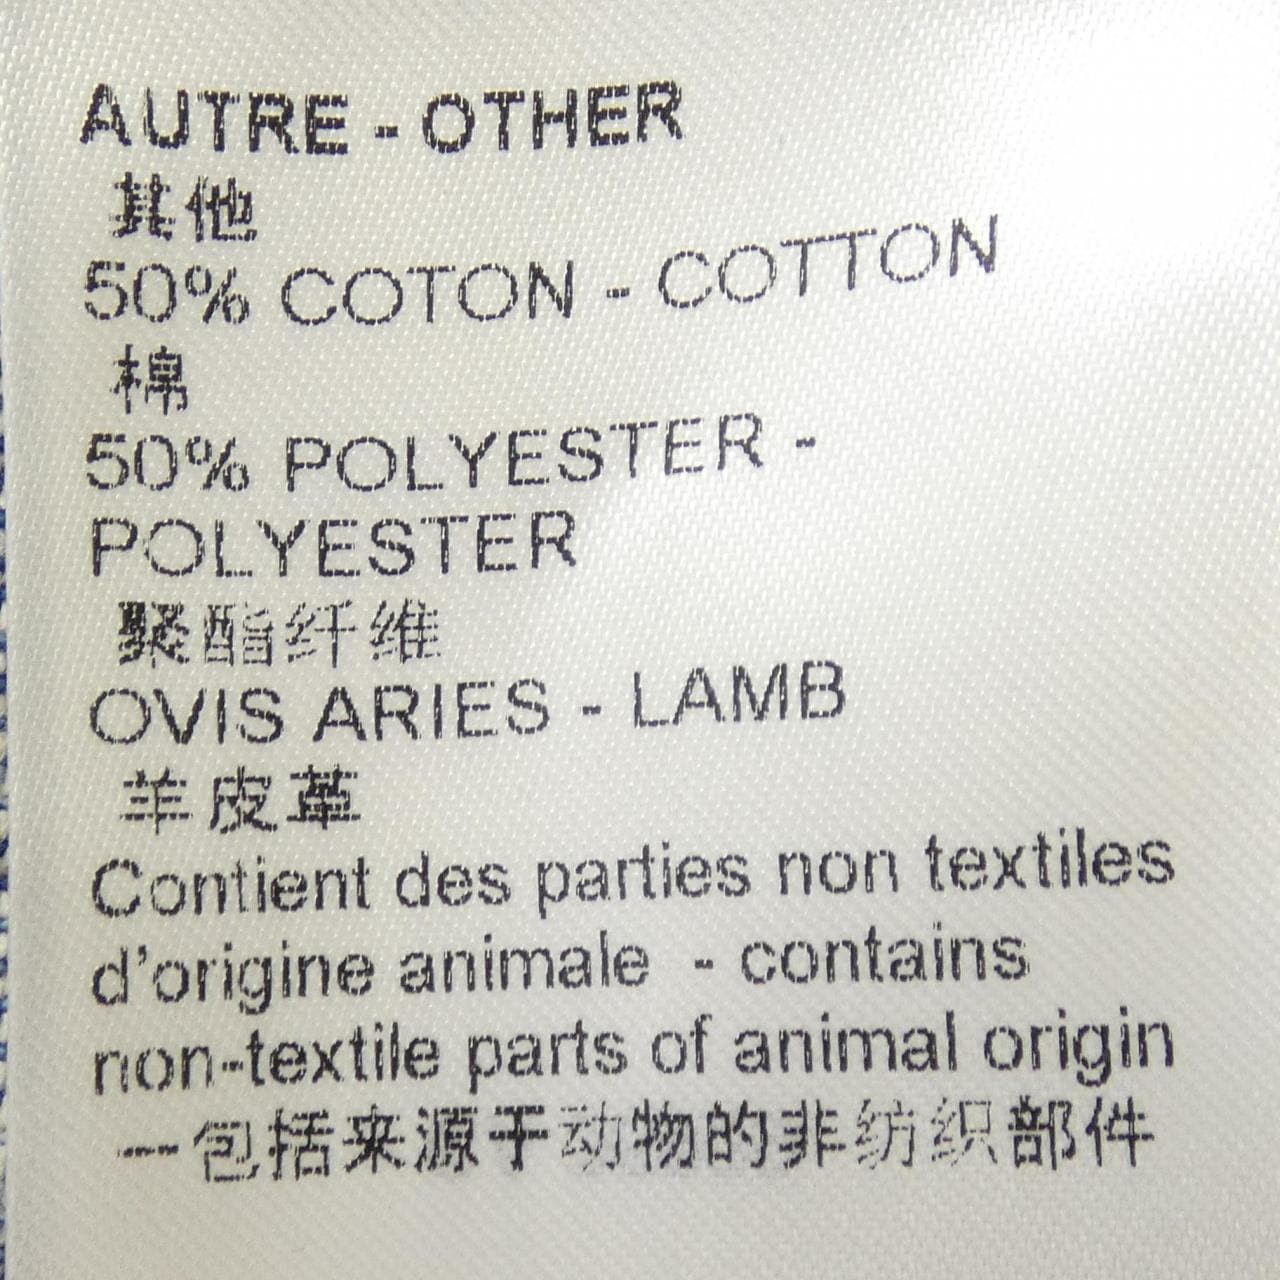 AUTRE - OTHER
其他
50% COTON - COTTON
棉
50% POLYESTER -
POLYESTER
聚酯纤维
OVIS ARIES - LAMB
羊皮革
Contient des parties non textiles
d'origine animale - contains
non-textile parts of animal origin
一包括来源于动物的非纺织部件